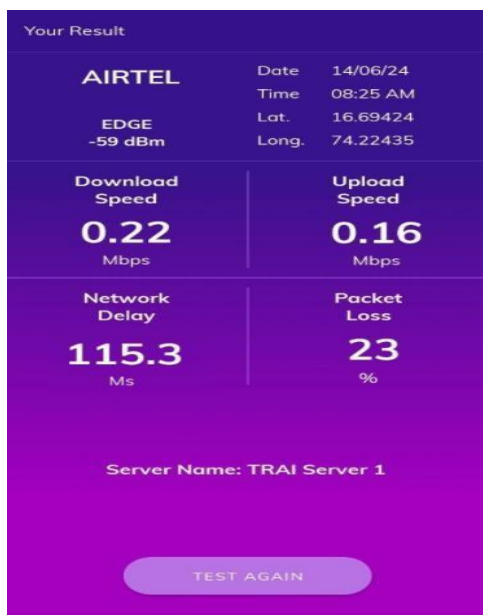 Your Result
AIRTEL
EDGE
-59 dBm
Date 14/06/24
Time 08:25 AM
Lat. 16.69424
Long. 74.22435
Download
Speed
0.22
Mbps
Upload
Speed
0.16
Mbps
Network
Delay
115.3
Ms
Packet
Loss
23
%
Server Name: TRAI Server 1
TEST AGAIN